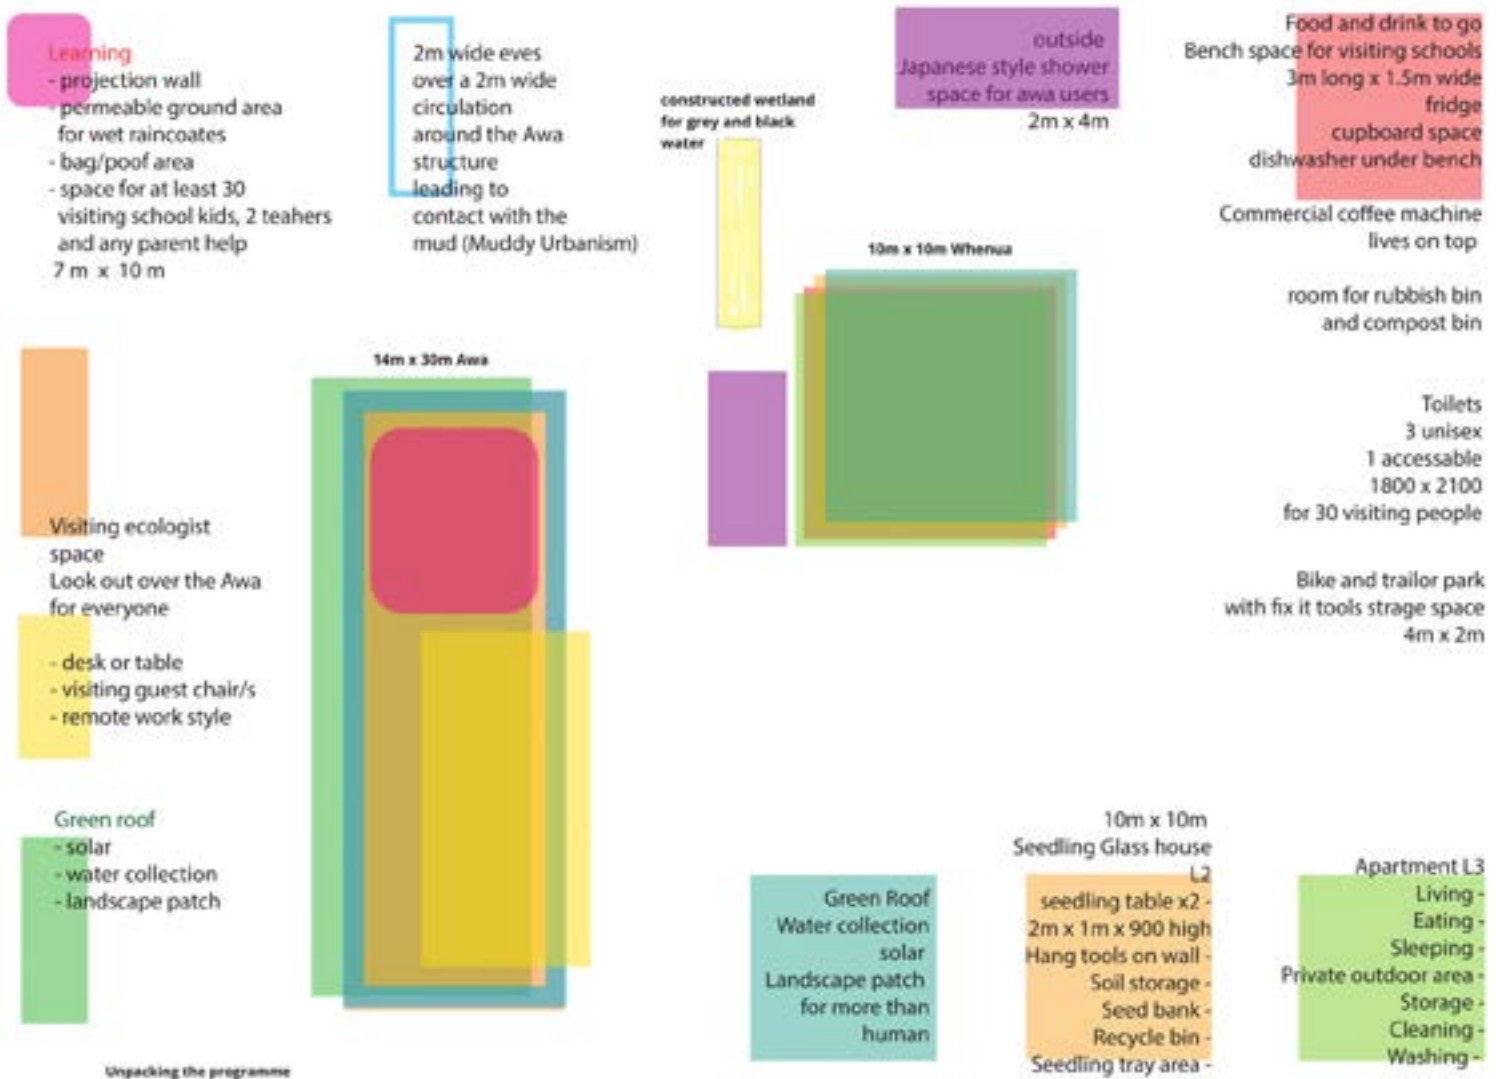 Learning
- projection wall
- permeable ground area
for wet raincoates
- bag/poof area
- space for at least 30
visiting school kids, 2 teahers
and any parent help
7 m x 10 m
2m wide eves
over a 2m wide
circulation
around the Awa
structure
leading to
contact with the
mud (Muddy Urbanism)
constructed wetland
for grey and black
water
outside
Japanese style shower
space for awa users
2m x 4m
Food and drink to go
Bench space for visiting schools
3m long x 1.5m wide
fridge
cupboard space
dishwasher under bench
Commercial coffee machine
lives on top
room for rubbish bin
and compost bin
10m x 10m Whenua
14m x 30m Awa
Toilets
3 unisex
1 accessable
1800 x 2100
for 30 visiting people
Bike and trailor park
with fix it tools strage space
4m x 2m
Visiting ecologist
space
Look out over the Awa
for everyone
- desk or table
- visiting guest chair/s
- remote work style
Green roof
- solar
- water collection
- landscape patch
Green Roof
Water collection
solar
Landscape patch
for more than
human
10m x 10m
Seedling Glass house
L2
seedling table x2 -
2m x 1m x 900 high
Hang tools on wall -
Soil storage -
Seed bank -
Recycle bin -
Seedling tray area -
Apartment L3
Living -
Eating -
Sleeping -
Private outdoor area -
Storage -
Cleaning -
Washing -
Unpacking the programme